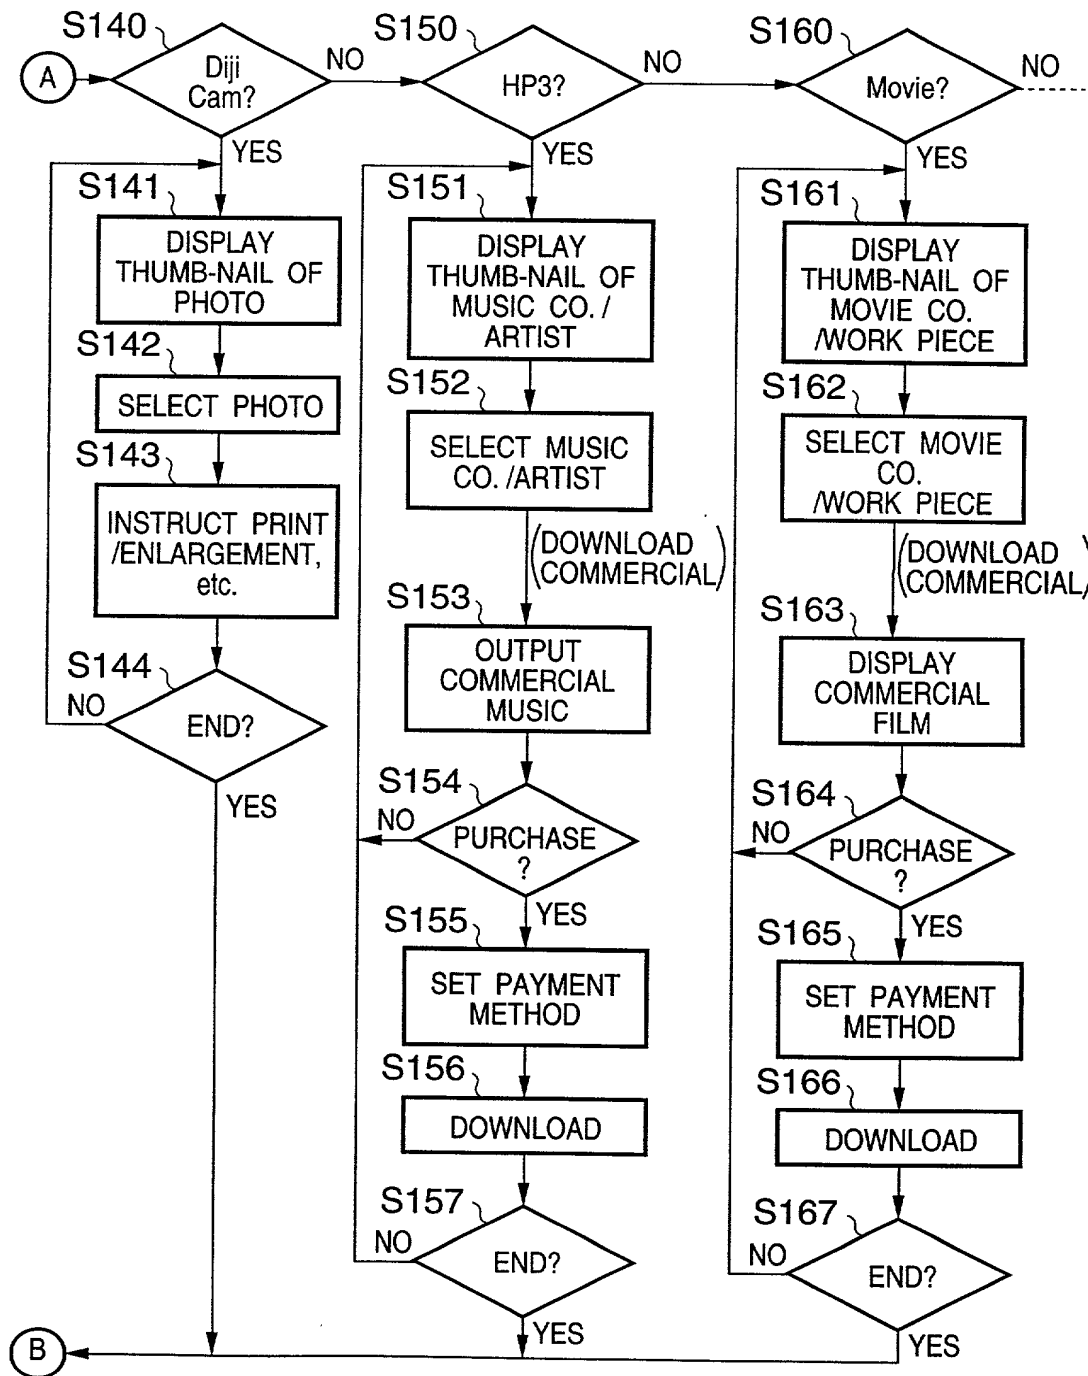 S140
A
Diji
Cam?
NO
YES
S141
DISPLAY
THUMB-NAIL OF
PHOTO
S142
SELECT PHOTO
S143
INSTRUCT PRINT
/ENLARGEMENT,
etc.
S144
NO
END?
YES
S150
HP3?
NO
YES
S151
DISPLAY
THUMB-NAIL OF
MUSIC CO. /
ARTIST
S152
SELECT MUSIC
CO. /ARTIST
(DOWNLOAD
COMMERCIAL)
S153
OUTPUT
COMMERCIAL
MUSIC
S154
NO
PURCHASE
?
YES
S155
SET PAYMENT
METHOD
S156
DOWNLOAD
S157
NO
END?
YES
S160
Movie?
NO
YES
S161
DISPLAY
THUMB-NAIL OF
MOVIE CO.
/WORK PIECE
S162
SELECT MOVIE
CO.
/WORK PIECE
(DOWNLOAD
COMMERCIAL)
S163
DISPLAY
COMMERCIAL
FILM
S164
NO
PURCHASE
?
YES
S165
SET PAYMENT
METHOD
S166
DOWNLOAD
S167
NO
END?
YES
B